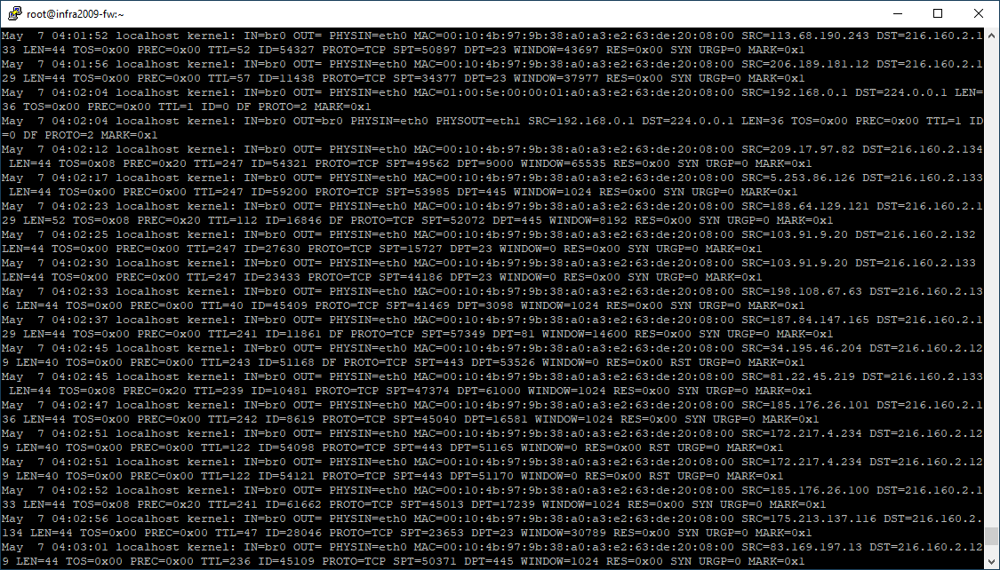 root@infra2009-fw:~
May  7 04:01:52 localhost kernel: IN=br0 OUT= PHYSIN=eth0 MAC=00:10:4b:97:9b:38:a0:a3:e2:63:de:20:08:00 SRC=113.68.190.243 DST=216.160.2.1
33 LEN=44 TOS=0x00 PREC=0x00 TTL=52 ID=54327 PROTO=TCP SPT=50897 DPT=23 WINDOW=43697 RES=0x00 SYN URGP=0 MARK=0x1
May  7 04:01:56 localhost kernel: IN=br0 OUT= PHYSIN=eth0 MAC=00:10:4b:97:9b:38:a0:a3:e2:63:de:20:08:00 SRC=206.189.181.12 DST=216.160.2.1
29 LEN=44 TOS=0x00 PREC=0x00 TTL=57 ID=11438 PROTO=TCP SPT=34377 DPT=23 WINDOW=37977 RES=0x00 SYN URGP=0 MARK=0x1
May  7 04:02:04 localhost kernel: IN=br0 OUT= PHYSIN=eth0 MAC=01:00:5e:00:00:01:a0:a3:e2:63:de:20:08:00 SRC=192.168.0.1 DST=224.0.0.1 LEN=
36 TOS=0x00 PREC=0x00 TTL=1 ID=0 DF PROTO=2 MARK=0x1
May  7 04:02:04 localhost kernel: IN=br0 OUT=br0 PHYSIN=eth0 PHYSOUT=eth1 SRC=192.168.0.1 DST=224.0.0.1 LEN=36 TOS=0x00 PREC=0x00 TTL=1 ID
=0 DF PROTO=2 MARK=0x1
May  7 04:02:12 localhost kernel: IN=br0 OUT= PHYSIN=eth0 MAC=00:10:4b:97:9b:38:a0:a3:e2:63:de:20:08:00 SRC=209.17.97.82 DST=216.160.2.134
 LEN=44 TOS=0x08 PREC=0x20 TTL=247 ID=54321 PROTO=TCP SPT=49562 DPT=9000 WINDOW=65535 RES=0x00 SYN URGP=0 MARK=0x1
May  7 04:02:17 localhost kernel: IN=br0 OUT= PHYSIN=eth0 MAC=00:10:4b:97:9b:38:a0:a3:e2:63:de:20:08:00 SRC=5.253.86.126 DST=216.160.2.133
 LEN=44 TOS=0x00 PREC=0x00 TTL=247 ID=59200 PROTO=TCP SPT=53985 DPT=445 WINDOW=1024 RES=0x00 SYN URGP=0 MARK=0x1
May  7 04:02:23 localhost kernel: IN=br0 OUT= PHYSIN=eth0 MAC=00:10:4b:97:9b:38:a0:a3:e2:63:de:20:08:00 SRC=188.64.129.121 DST=216.160.2.1
29 LEN=52 TOS=0x08 PREC=0x20 TTL=112 ID=16846 DF PROTO=TCP SPT=52072 DPT=445 WINDOW=8192 RES=0x00 SYN URGP=0 MARK=0x1
May  7 04:02:25 localhost kernel: IN=br0 OUT= PHYSIN=eth0 MAC=00:10:4b:97:9b:38:a0:a3:e2:63:de:20:08:00 SRC=103.91.9.20 DST=216.160.2.132
LEN=44 TOS=0x00 PREC=0x00 TTL=247 ID=27630 PROTO=TCP SPT=15727 DPT=23 WINDOW=0 RES=0x00 SYN URGP=0 MARK=0x1
May  7 04:02:30 localhost kernel: IN=br0 OUT= PHYSIN=eth0 MAC=00:10:4b:97:9b:38:a0:a3:e2:63:de:20:08:00 SRC=103.91.9.20 DST=216.160.2.133
LEN=44 TOS=0x00 PREC=0x00 TTL=247 ID=23433 PROTO=TCP SPT=44186 DPT=23 WINDOW=0 RES=0x00 SYN URGP=0 MARK=0x1
May  7 04:02:33 localhost kernel: IN=br0 OUT= PHYSIN=eth0 MAC=00:10:4b:97:9b:38:a0:a3:e2:63:de:20:08:00 SRC=198.108.67.63 DST=216.160.2.13
6 LEN=44 TOS=0x00 PREC=0x00 TTL=40 ID=45409 PROTO=TCP SPT=41469 DPT=3098 WINDOW=1024 RES=0x00 SYN URGP=0 MARK=0x1
May  7 04:02:37 localhost kernel: IN=br0 OUT= PHYSIN=eth0 MAC=00:10:4b:97:9b:38:a0:a3:e2:63:de:20:08:00 SRC=187.84.147.165 DST=216.160.2.1
29 LEN=44 TOS=0x00 PREC=0x00 TTL=241 ID=11861 DF PROTO=TCP SPT=57349 DPT=81 WINDOW=14600 RES=0x00 SYN URGP=0 MARK=0x1
May  7 04:02:45 localhost kernel: IN=br0 OUT= PHYSIN=eth0 MAC=00:10:4b:97:9b:38:a0:a3:e2:63:de:20:08:00 SRC=34.195.46.204 DST=216.160.2.12
9 LEN=40 TOS=0x00 PREC=0x00 TTL=243 ID=51168 DF PROTO=TCP SPT=443 DPT=53526 WINDOW=0 RES=0x00 RST URGP=0 MARK=0x1
May  7 04:02:45 localhost kernel: IN=br0 OUT= PHYSIN=eth0 MAC=00:10:4b:97:9b:38:a0:a3:e2:63:de:20:08:00 SRC=81.22.45.219 DST=216.160.2.133
 LEN=44 TOS=0x08 PREC=0x20 TTL=239 ID=10481 PROTO=TCP SPT=47374 DPT=61000 WINDOW=1024 RES=0x00 SYN URGP=0 MARK=0x1
May  7 04:02:47 localhost kernel: IN=br0 OUT= PHYSIN=eth0 MAC=00:10:4b:97:9b:38:a0:a3:e2:63:de:20:08:00 SRC=185.176.26.101 DST=216.160.2.1
36 LEN=44 TOS=0x00 PREC=0x00 TTL=242 ID=8619 PROTO=TCP SPT=45040 DPT=16581 WINDOW=1024 RES=0x00 SYN URGP=0 MARK=0x1
May  7 04:02:51 localhost kernel: IN=br0 OUT= PHYSIN=eth0 MAC=00:10:4b:97:9b:38:a0:a3:e2:63:de:20:08:00 SRC=172.217.4.234 DST=216.160.2.12
9 LEN=40 TOS=0x00 PREC=0x00 TTL=122 ID=54098 PROTO=TCP SPT=443 DPT=51165 WINDOW=0 RES=0x00 RST URGP=0 MARK=0x1
May  7 04:02:51 localhost kernel: IN=br0 OUT= PHYSIN=eth0 MAC=00:10:4b:97:9b:38:a0:a3:e2:63:de:20:08:00 SRC=172.217.4.234 DST=216.160.2.12
9 LEN=40 TOS=0x00 PREC=0x00 TTL=122 ID=54121 PROTO=TCP SPT=443 DPT=51170 WINDOW=0 RES=0x00 RST URGP=0 MARK=0x1
May  7 04:02:52 localhost kernel: IN=br0 OUT= PHYSIN=eth0 MAC=00:10:4b:97:9b:38:a0:a3:e2:63:de:20:08:00 SRC=185.176.26.100 DST=216.160.2.1
33 LEN=44 TOS=0x08 PREC=0x20 TTL=241 ID=61662 PROTO=TCP SPT=45013 DPT=17239 WINDOW=1024 RES=0x00 SYN URGP=0 MARK=0x1
May  7 04:02:56 localhost kernel: IN=br0 OUT= PHYSIN=eth0 MAC=00:10:4b:97:9b:38:a0:a3:e2:63:de:20:08:00 SRC=175.213.137.116 DST=216.160.2.
134 LEN=44 TOS=0x00 PREC=0x00 TTL=47 ID=28046 PROTO=TCP SPT=23653 DPT=23 WINDOW=30789 RES=0x00 SYN URGP=0 MARK=0x1
May  7 04:03:01 localhost kernel: IN=br0 OUT= PHYSIN=eth0 MAC=00:10:4b:97:9b:38:a0:a3:e2:63:de:20:08:00 SRC=83.169.197.13 DST=216.160.2.12
9 LEN=44 TOS=0x00 PREC=0x00 TTL=236 ID=45109 PROTO=TCP SPT=50371 DPT=445 WINDOW=1024 RES=0x00 SYN URGP=0 MARK=0x1